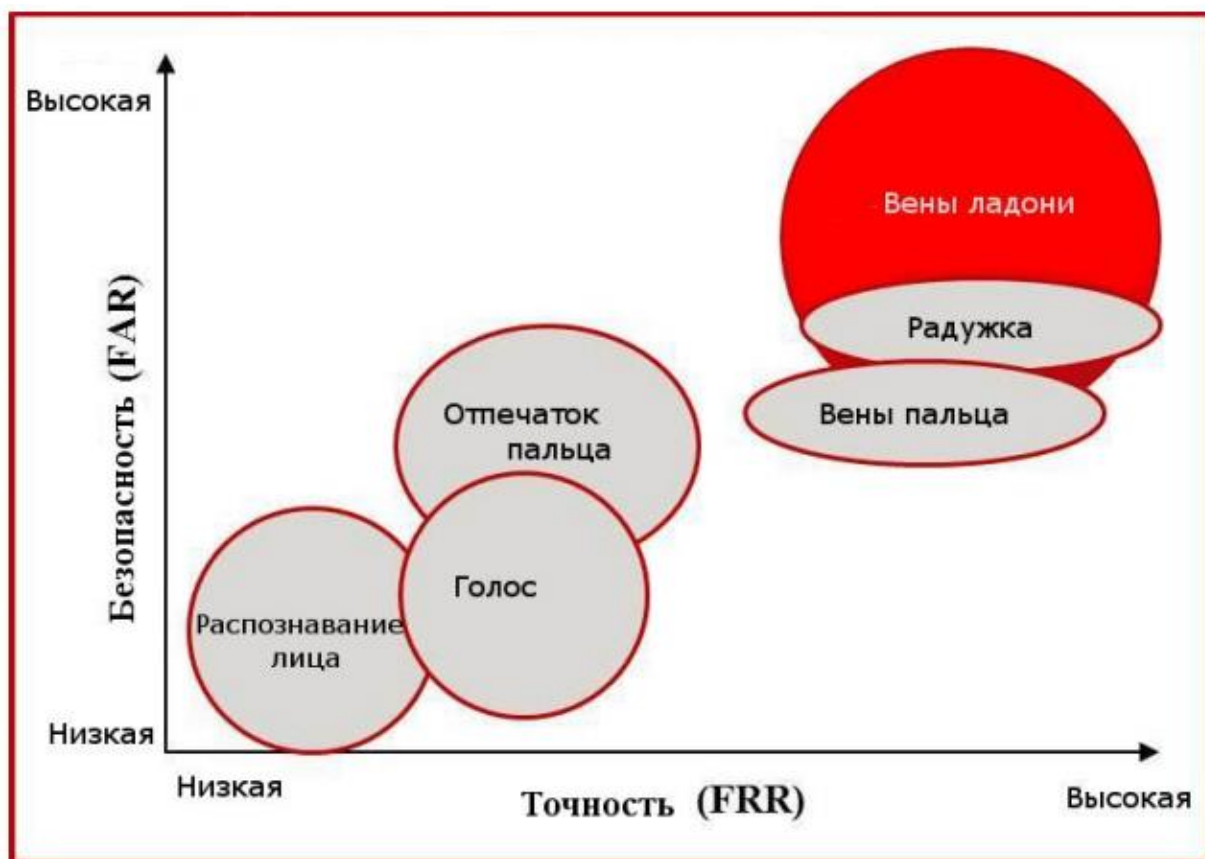 Высокая
Вены ладони
Радужка
Вены пальца
Отпечаток
пальца
Голос
Распознавание
лица
Безопасность (FAR)
Низкая
Низкая
Точность (FRR)
Высокая